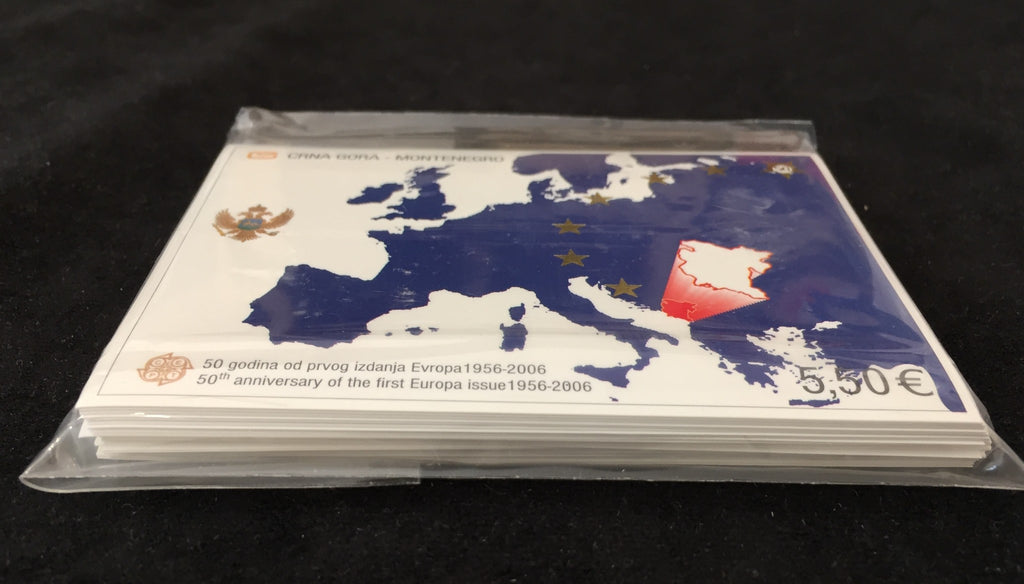 CRNA GORA - MONTENEGRO
50 godina od prvog izdanja Evropa1956-2006
50th anniversary of the first Europa issue1956-2006
5,50 €